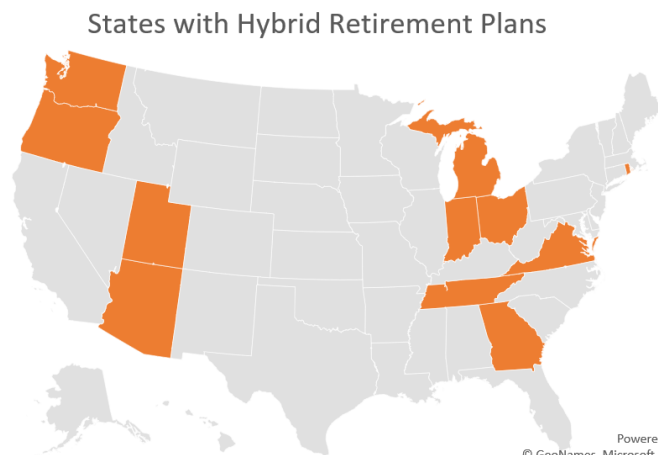 States with Hybrid Retirement Plans
Powere
© GeoNames, Microsoft,